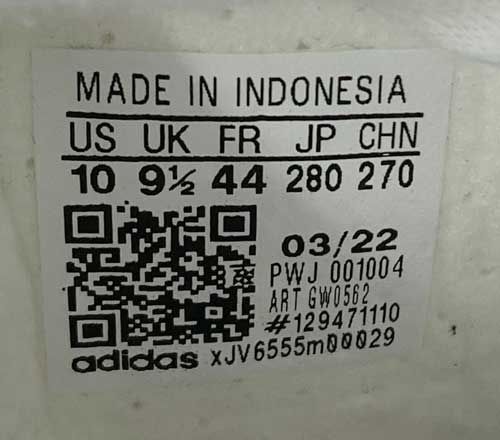 MADE IN INDONESIA
US UK FR JP CHN
10 9½ 44 280 270
03/22
PWJ 001004
ART GW0562
#129471110
adidas XJV6555m00029